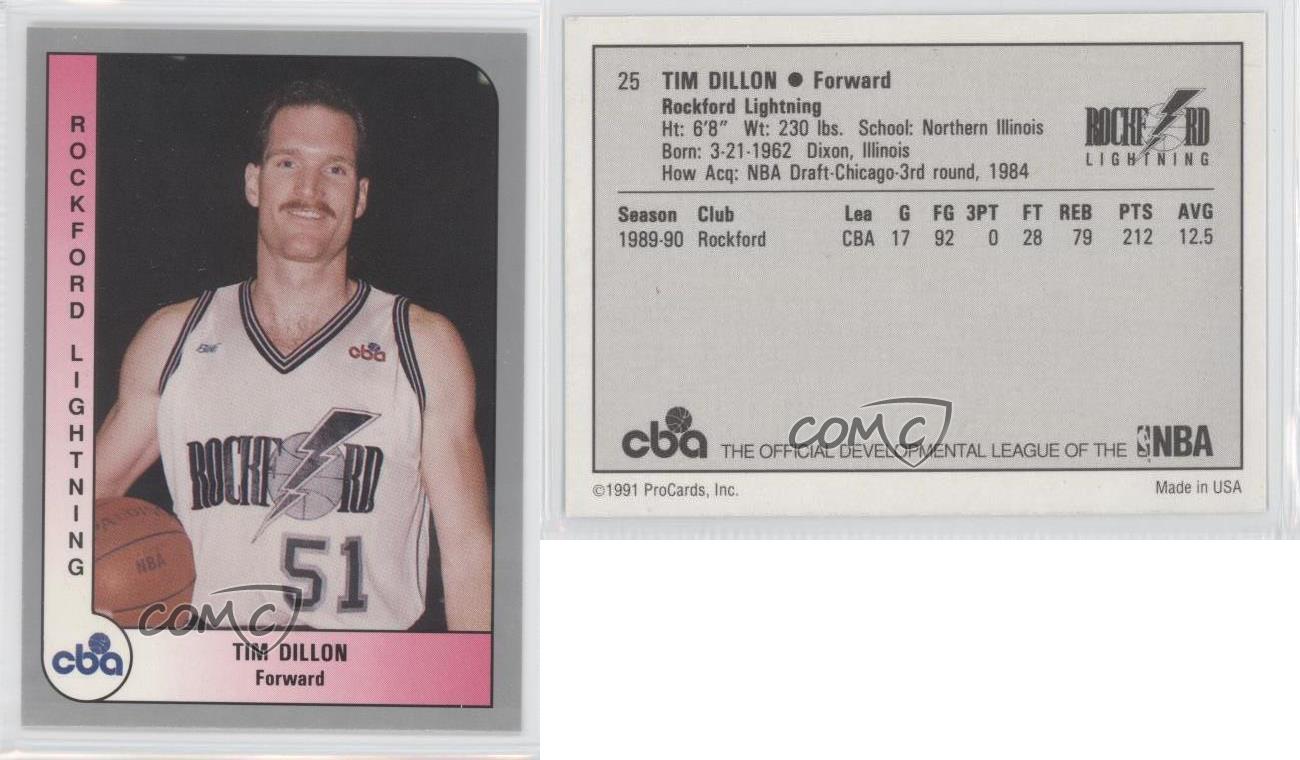 ROCKFORD LIGHTNING
BIKE
cba
ROCKFORD
51
SPALDING
NBA
COMC
cba
TIM DILLON
Forward
25 TIM DILLON ● Forward
Rockford Lightning
Ht: 6'8" Wt: 230 lbs. School: Northern Illinois
Born: 3-21-1962 Dixon, Illinois
How Acq: NBA Draft-Chicago-3rd round, 1984
ROCKFORD
LIGHTNING
Season Club Lea G FG 3PT FT REB PTS AVG
1989-90 Rockford CBA 17 92 0 28 79 212 12.5
COMC
cba THE OFFICIAL DEVELOPMENTAL LEAGUE OF THE NBA
©1991 ProCards, Inc. Made in USA